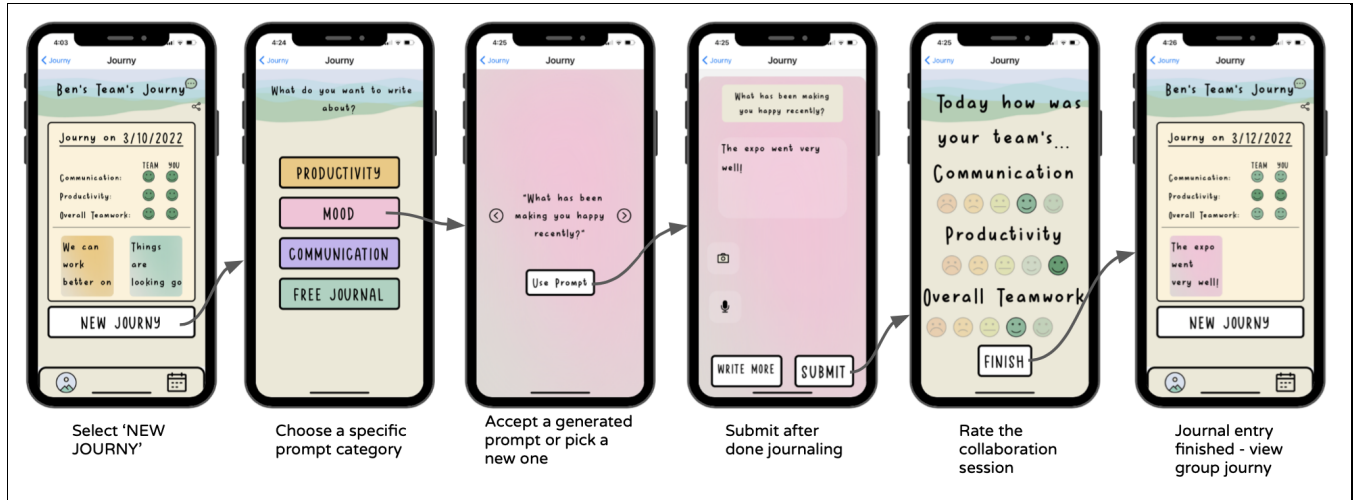 4:03
Journy
Journy
Ben's Team's Journy
Journy on 3/10/2022
TEAM YOU
Communication:
Productivity:
Overall Teamwork:
We can
work
better on
Things
are
looking go
NEW JOURNY
Select ‘NEW
JOURNY’
4:24
Journy
Journy
What do you want to write
about?
PRODUCTIVITY
MOOD
COMMUNICATION
FREE JOURNAL
Choose a specific
prompt category
4:25
Journy
Journy
"What has been
making you happy
recently?"
Use Prompt
Accept a generated
prompt or pick a
new one
4:25
Journy
Journy
What has been making
you happy recently?
The expo went very
well!
WRITE MORE
SUBMIT
Submit after
done journaling
4:25
Journy
Journy
Today how was
your team's...
Communication
Productivity
Overall Teamwork
FINISH
Rate the
collaboration
session
4:26
Journy
Journy
Ben's Team's Journy
Journy on 3/12/2022
TEAM YOU
Communication:
Productivity:
Overall Teamwork:
The expo
went
very well!
NEW JOURNY
Journal entry
finished - view
group journy